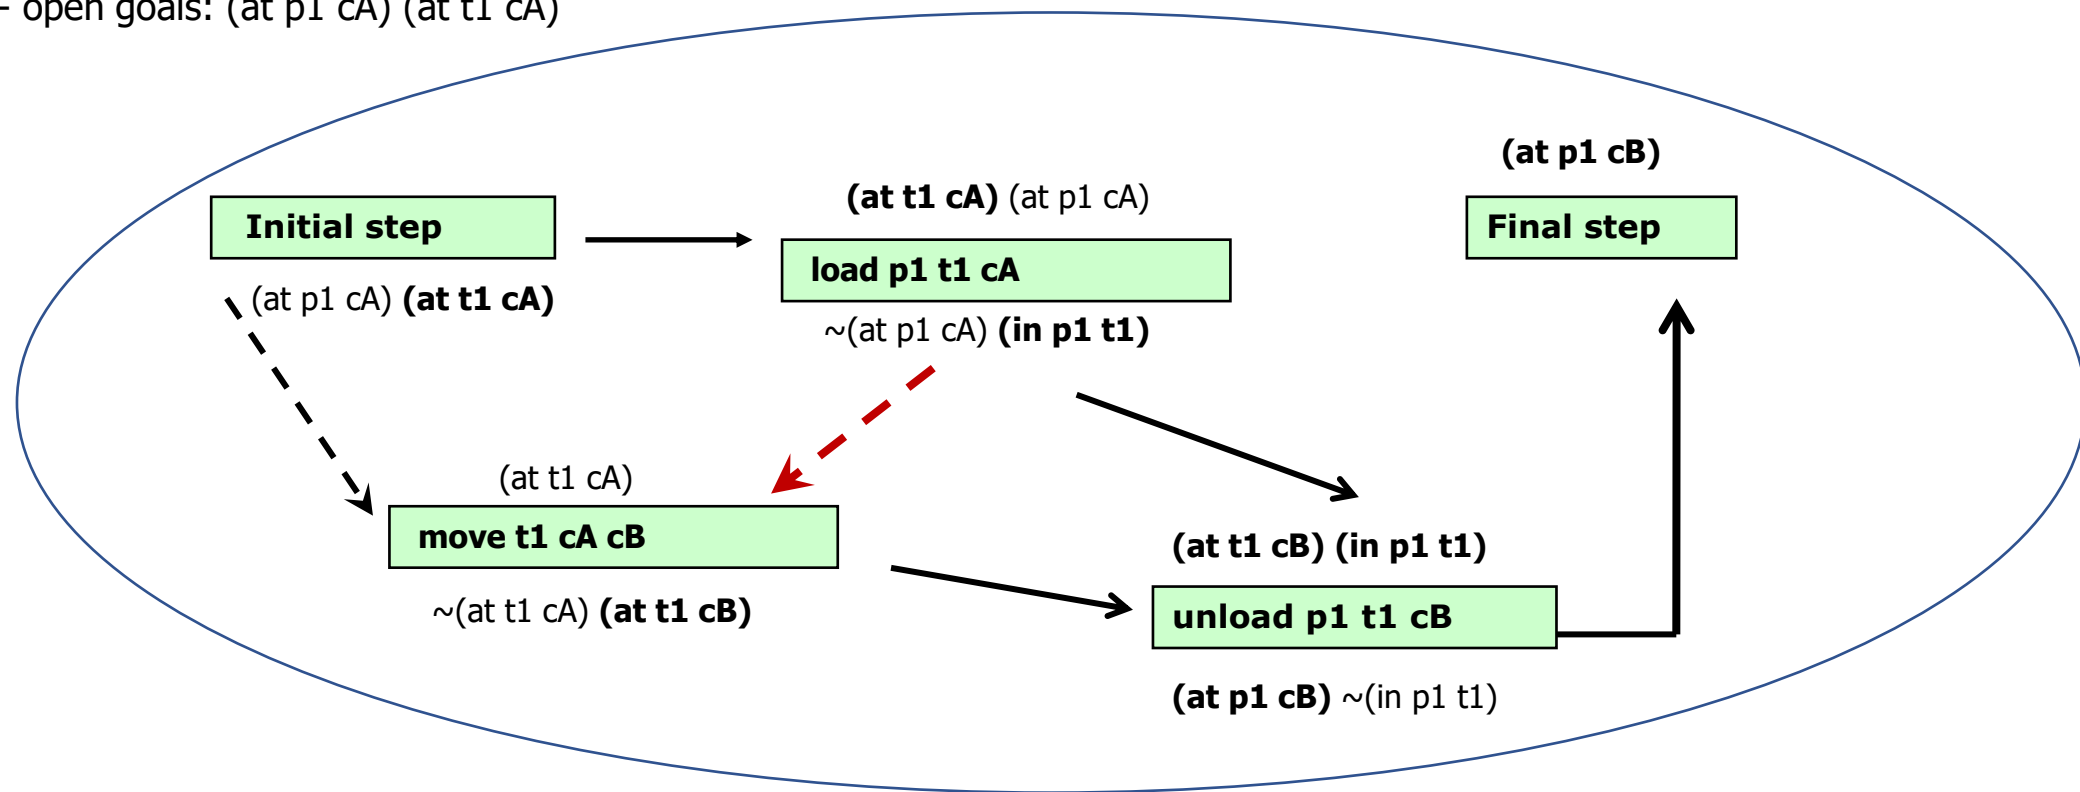 - open goals: (at p1 cA) (at t1 cA)
(at p1 cB)
(at t1 cA) (at p1 cA)
Initial step
Final step
load p1 t1 cA
(at p1 cA) (at t1 cA)
~(at p1 cA) (in p1 t1)
(at t1 cA)
move t1 cA cB
(at t1 cB) (in p1 t1)
~(at t1 cA) (at t1 cB)
unload p1 t1 cB
(at p1 cB) ~(in p1 t1)